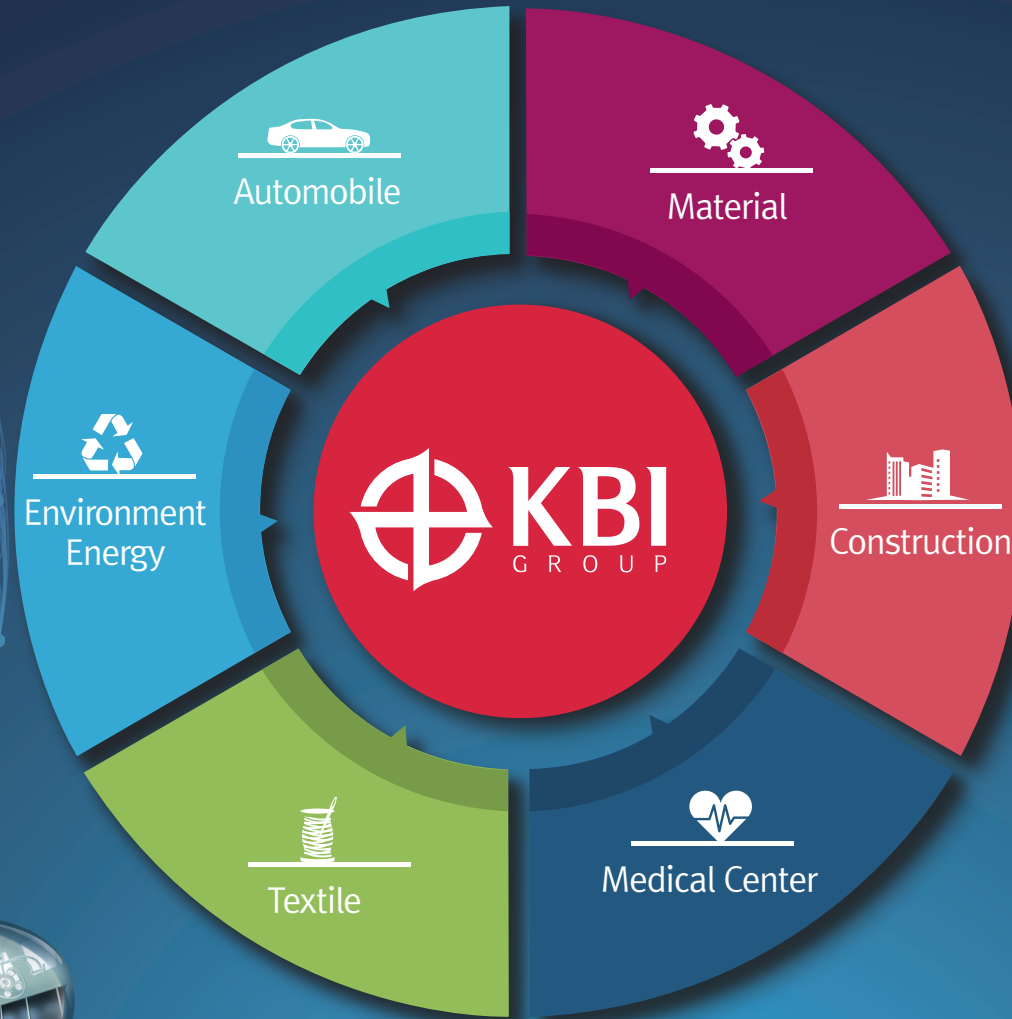 Automobile
Material
Environment
Energy
KBI
GROUP
Construction
Textile
Medical Center